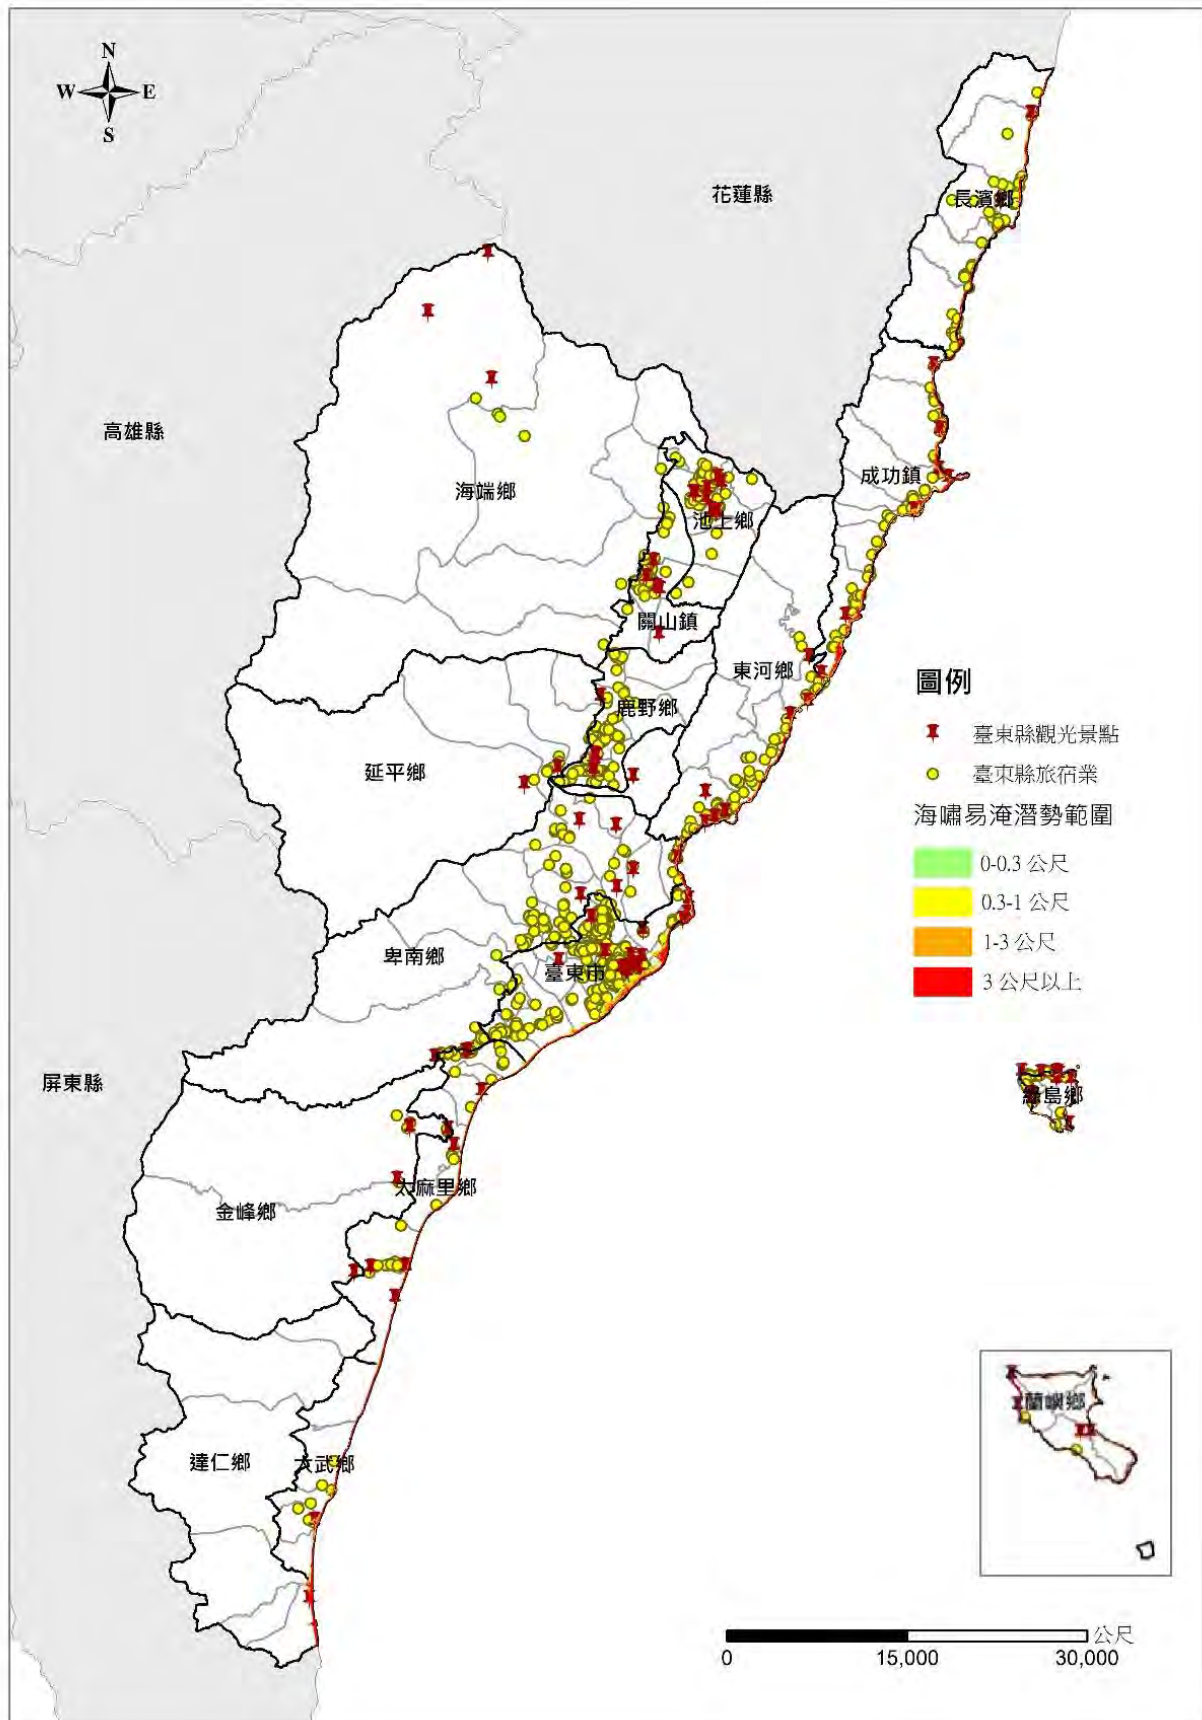 N
W E
S
花蓮縣
長濱鄉
高雄縣
成功鎮
海端鄉
池上鄉
關山鎮
東河鄉
鹿野鄉
延平鄉
圖例
臺東縣觀光景點
臺東縣旅宿業
海嘯易淹潛勢範圍
0-0.3 公尺
0.3-1 公尺
1-3 公尺
3 公尺以上
卑南鄉
臺東市
屏東縣
綠島鄉
太麻里鄉
金峰鄉
蘭嶼鄉
達仁鄉
大武鄉
公尺
0 15,000 30,000